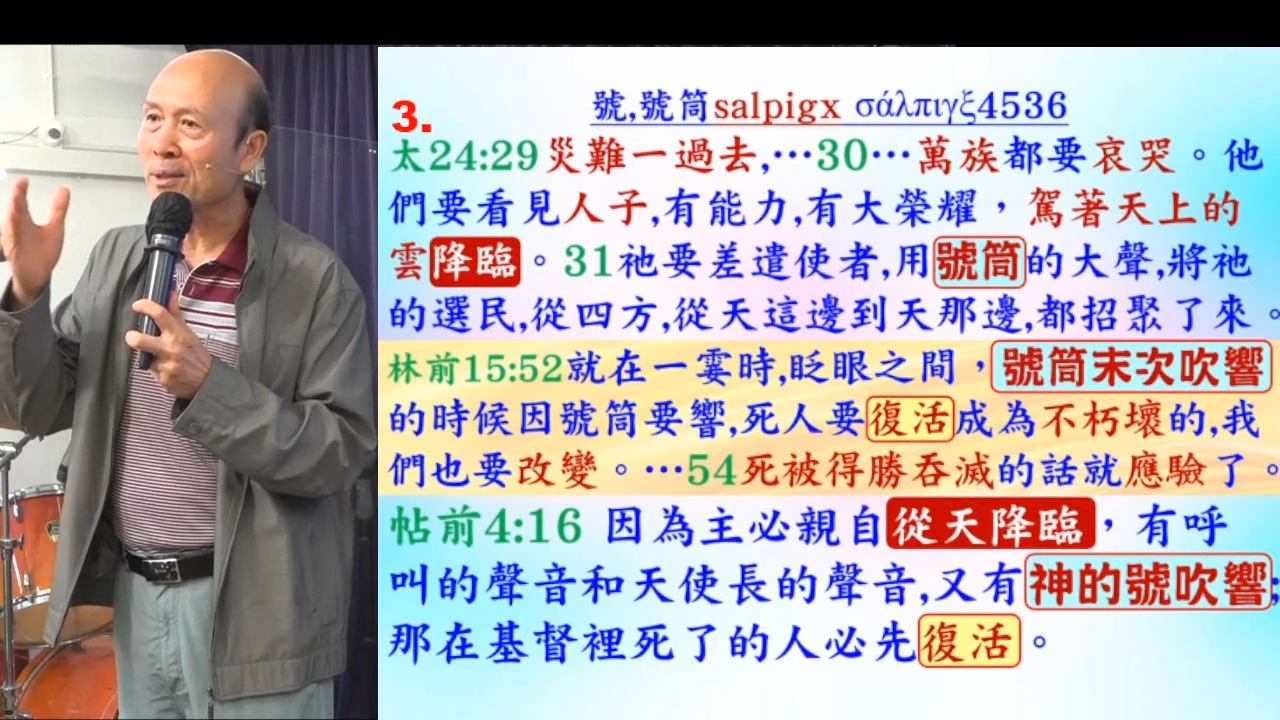 3.
號,號筒salpigx σάλπιγξ4536
太24:29災難一過去,…30…萬族都要哀哭。他
們要看見人子,有能力,有大榮耀，駕著天上的
雲降臨。31祂要差遣使者,用號筒的大聲,將祂
的選民,從四方,從天這邊到天那邊,都招聚了來。
林前15:52就在一霎時,眨眼之間，號筒末次吹響
的時候因號筒要響,死人要復活成為不朽壞的,我
們也要改變。…54死被得勝吞滅的話就應驗了。
帖前4:16 因為主必親自從天降臨，有呼
叫的聲音和天使長的聲音,又有神的號吹響;
那在基督裡死了的人必先復活。